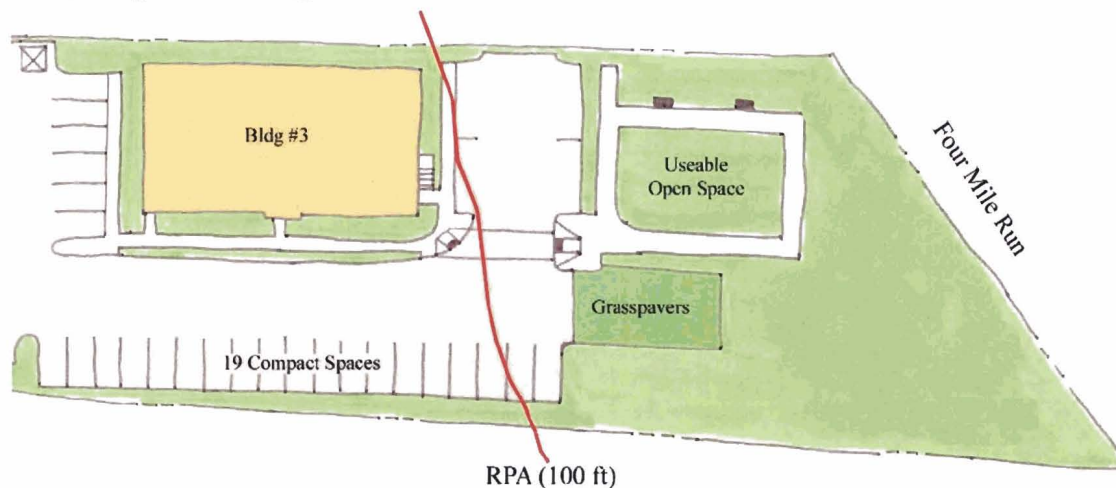 Bldg #3
Useable
Open Space
Four Mile Run
Grasspavers
19 Compact Spaces
RPA (100 ft)